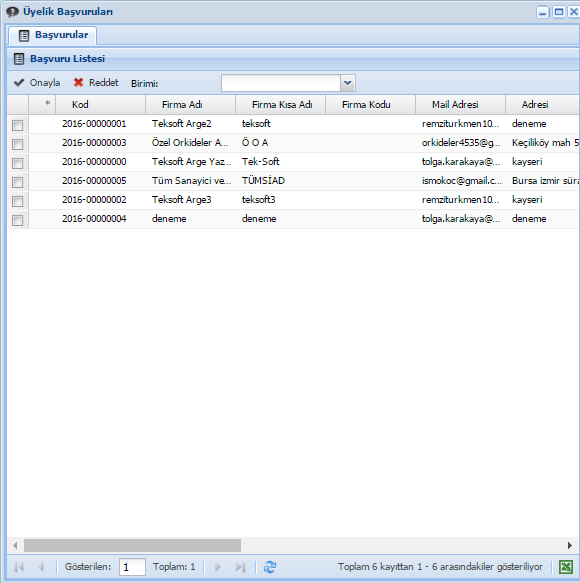 Üyelik Başvuruları
Başvurular
Başvuru Listesi
Onayla Reddet Birimi:
* Kod Firma Adı Firma Kısa Adı Firma Kodu Mail Adresi Adresi
2016-00000001 Teksoft Arge2 teksoft remziturkmen10... deneme
2016-00000003 Özel Orkideler A... Ö O A orkideler4535@g... Keçiliköy mah 5
2016-00000000 Teksoft Arge Yaz... Tek-Soft tolga.karakaya@... kayseri
2016-00000005 Tüm Sanayici ve... TÜMSİAD ismokoc@gmail.c... Bursa izmir süra
2016-00000002 Teksoft Arge3 teksoft3 remziturkmen10... kayseri
2016-00000004 deneme deneme tolga.karakaya@... deneme
Gösterilen: 1 Toplam: 1 Toplam 6 kayıttan 1 - 6 arasındakiler gösteriliyor